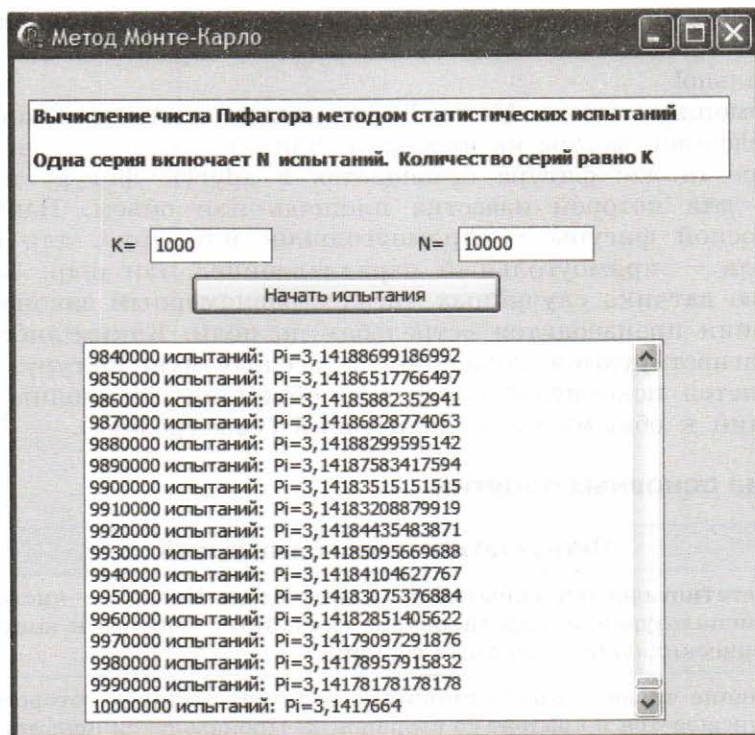 Метод Монте-Карло
Вычисление числа Пифагора методом статистических испытаний
Одна серия включает N испытаний. Количество серий равно K
K= 1000 N= 10000
Начать испытания
9840000 испытаний: Pi=3,14188699186992
9850000 испытаний: Pi=3,14186517766497
9860000 испытаний: Pi=3,14185882352941
9870000 испытаний: Pi=3,14186828774063
9880000 испытаний: Pi=3,14188299595142
9890000 испытаний: Pi=3,14187583417594
9900000 испытаний: Pi=3,14183515151515
9910000 испытаний: Pi=3,14183208879919
9920000 испытаний: Pi=3,14184435483871
9930000 испытаний: Pi=3,14185095669688
9940000 испытаний: Pi=3,14184104627767
9950000 испытаний: Pi=3,14183075376884
9960000 испытаний: Pi=3,14182851405622
9970000 испытаний: Pi=3,14179097291876
9980000 испытаний: Pi=3,14178957915832
9990000 испытаний: Pi=3,14178178178178
10000000 испытаний: Pi=3,1417664